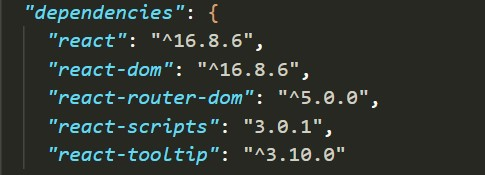 "dependencies": {
"react": "^16.8.6",
"react-dom": "^16.8.6",
"react-router-dom": "^5.0.0",
"react-scripts": "3.0.1",
"react-tooltip": "^3.10.0"